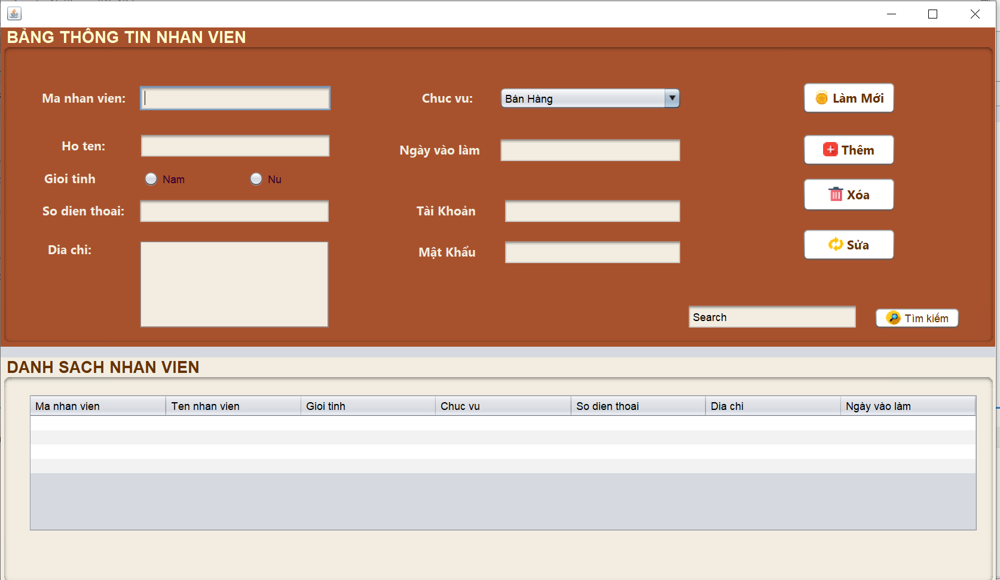 BẢNG THÔNG TIN NHAN VIEN
Ma nhan vien:
Chuc vu:
Bán Hàng
Làm Mới
Ho ten:
Ngày vào làm
Thêm
Gioi tinh
Nam
Nu
Xóa
So dien thoai:
Tài Khoản
Dia chi:
Mật Khẩu
Sửa
Search
Tìm kiếm
DANH SACH NHAN VIEN
Ma nhan vien
Ten nhan vien
Gioi tinh
Chuc vu
So dien thoai
Dia chi
Ngày vào làm